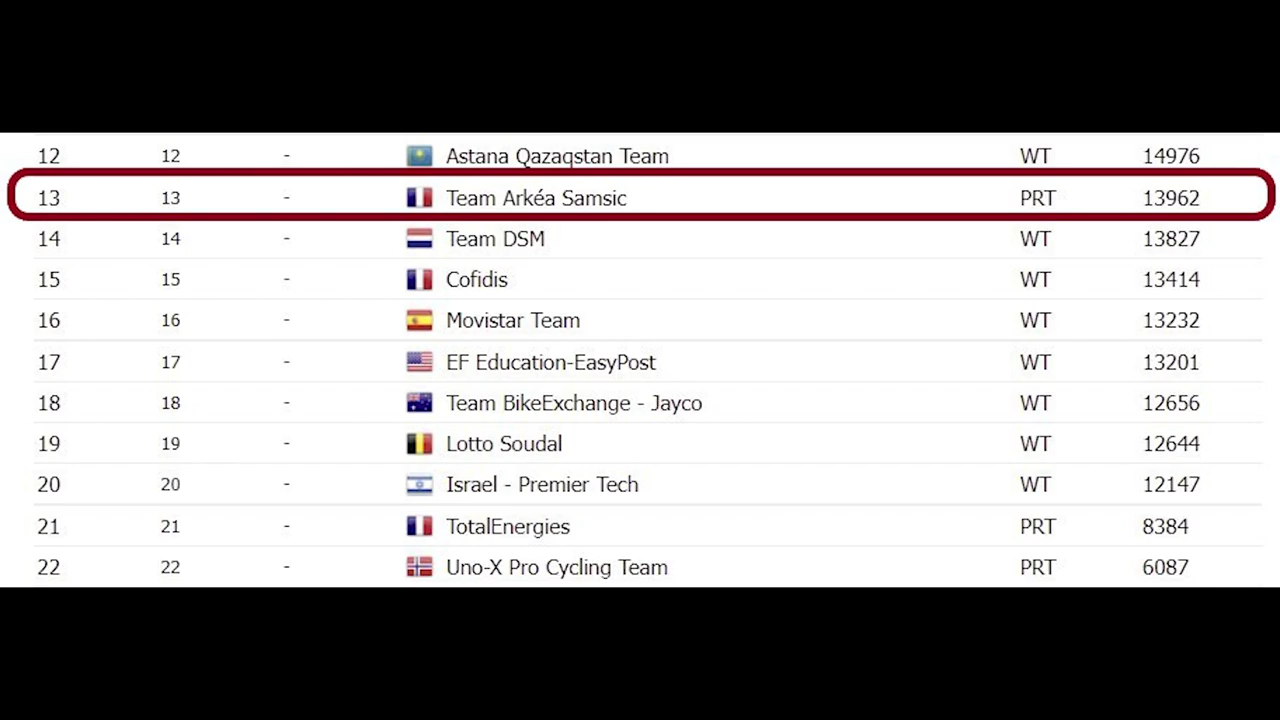 12 12 - Astana Qazaqstan Team WT 14976
13 13 - Team Arkéa Samsic PRT 13962
14 14 - Team DSM WT 13827
15 15 - Cofidis WT 13414
16 16 - Movistar Team WT 13232
17 17 - EF Education-EasyPost WT 13201
18 18 - Team BikeExchange - Jayco WT 12656
19 19 - Lotto Soudal WT 12644
20 20 - Israel - Premier Tech WT 12147
21 21 - TotalEnergies PRT 8384
22 22 - Uno-X Pro Cycling Team PRT 6087